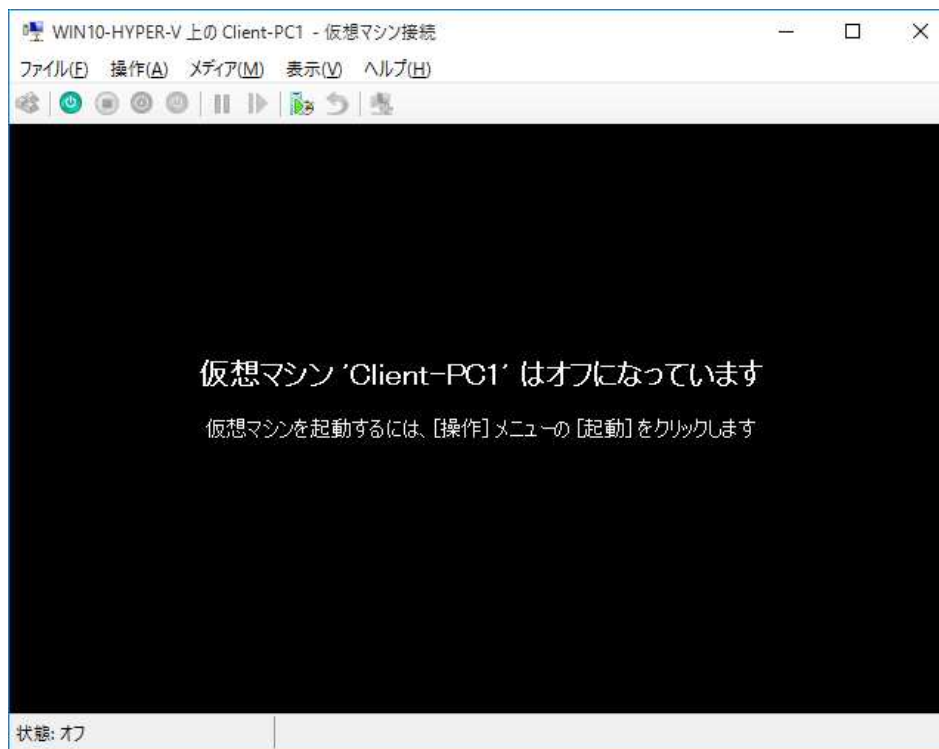 WIN10-HYPER-V 上の Client-PC1 - 仮想マシン接続
ファイル(F) 操作(A) メディア(M) 表示(V) ヘルプ(H)
仮想マシン 'Client-PC1' はオフになっています
仮想マシンを起動するには、[操作] メニューの [起動] をクリックします
状態: オフ